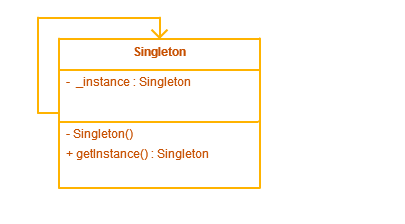 Singleton
- _instance : Singleton
- Singleton()
+ getInstance() : Singleton